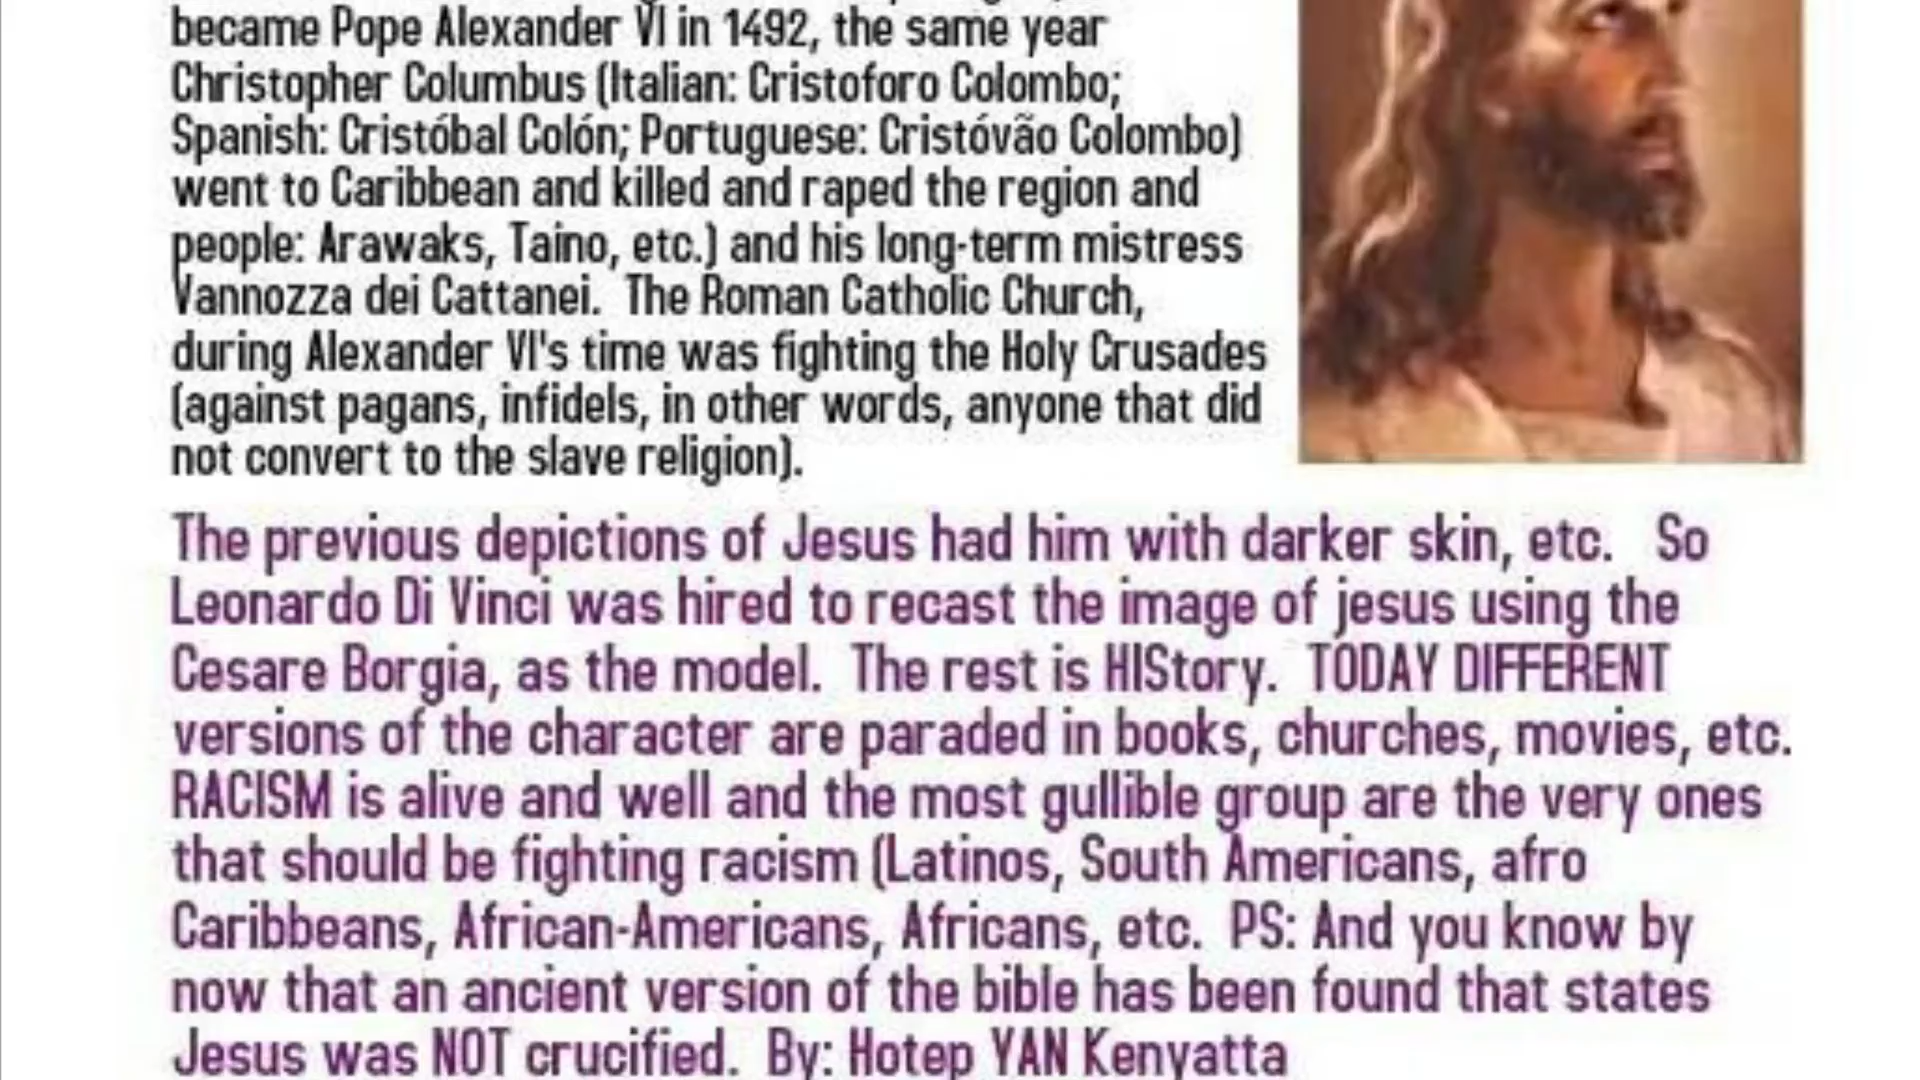 became Pope Alexander VI in 1492, the same year
Christopher Columbus (Italian: Cristoforo Colombo;
Spanish: Cristóbal Colón; Portuguese: Cristóvão Colombo)
went to Caribbean and killed and raped the region and
people: Arawaks, Taino, etc.) and his long-term mistress
Vannozza dei Cattanei. The Roman Catholic Church,
during Alexander VI's time was fighting the Holy Crusades
(against pagans, infidels, in other words, anyone that did
not convert to the slave religion).
The previous depictions of Jesus had him with darker skin, etc. So
Leonardo Di Vinci was hired to recast the image of jesus using the
Cesare Borgia, as the model. The rest is HIStory. TODAY DIFFERENT
versions of the character are paraded in books, churches, movies, etc.
RACISM is alive and well and the most gullible group are the very ones
that should be fighting racism (Latinos, South Americans, afro
Caribbeans, African-Americans, Africans, etc. PS: And you know by
now that an ancient version of the bible has been found that states
Jesus was NOT crucified. By: Hotep YAN Kenyatta